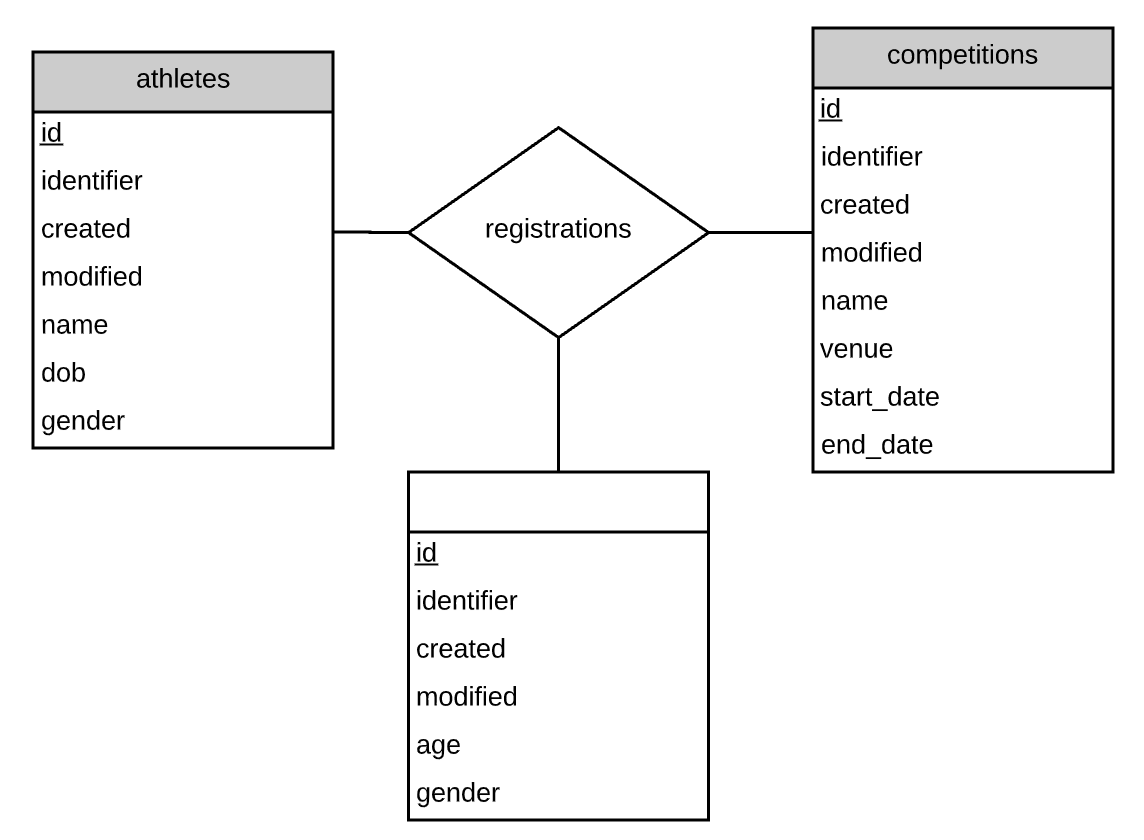 athletes
id
identifier
created
modified
name
dob
gender
registrations
competitions
id
identifier
created
modified
name
venue
start_date
end_date
id
identifier
created
modified
age
gender